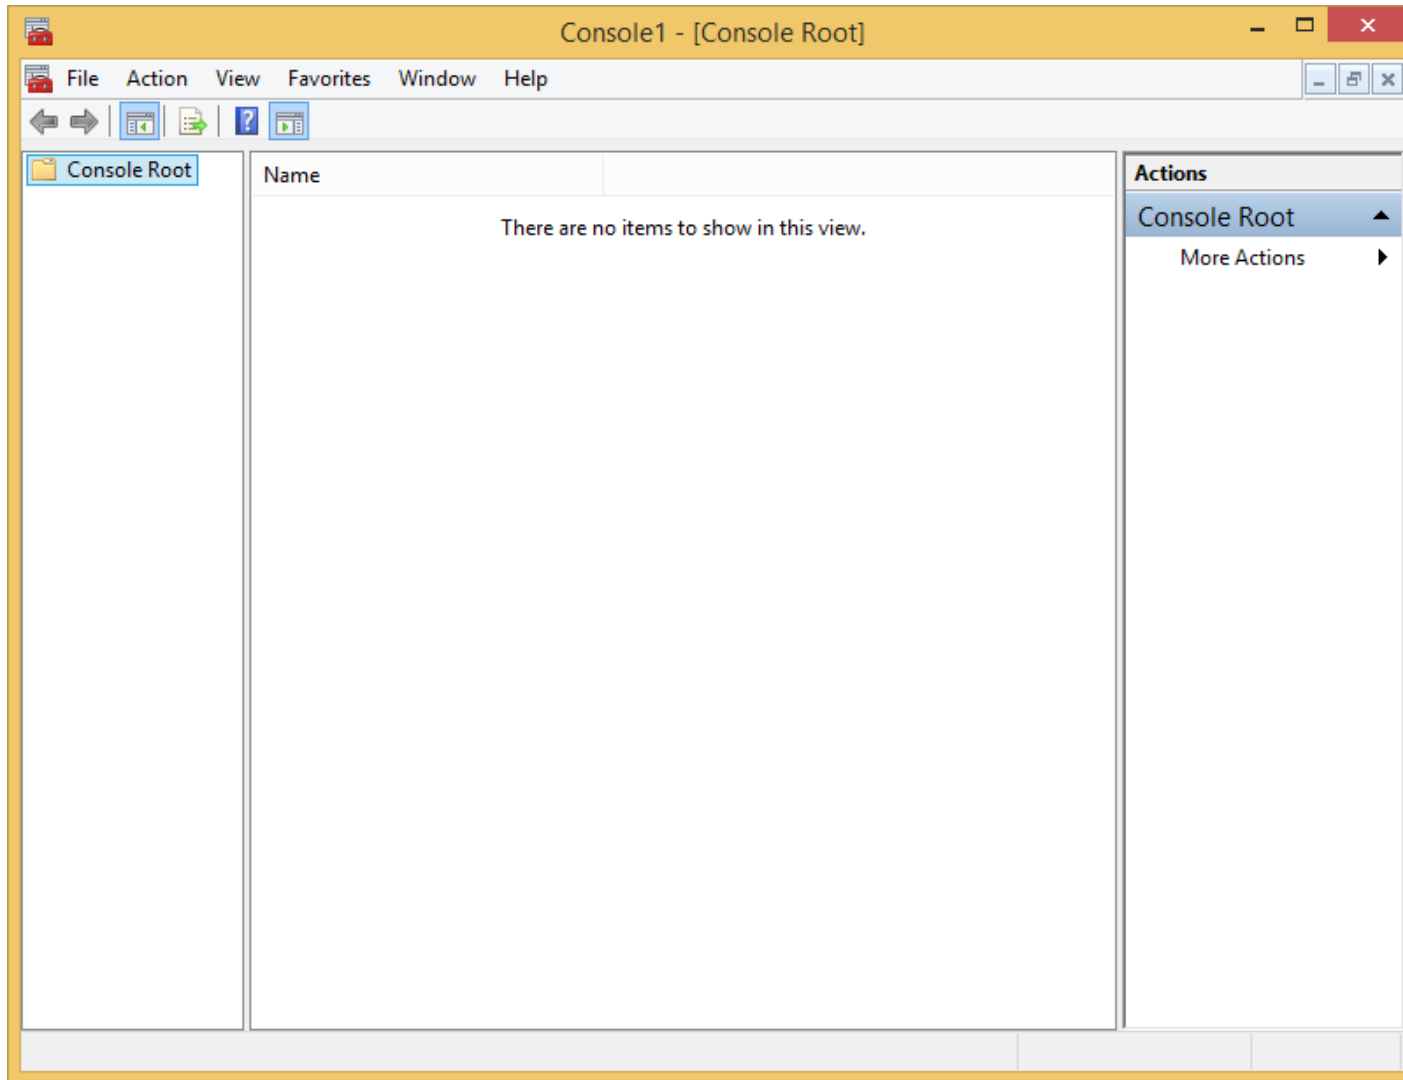 Console1 - [Console Root]
File Action View Favorites Window Help
Console Root
Name
There are no items to show in this view.
Actions
Console Root
More Actions